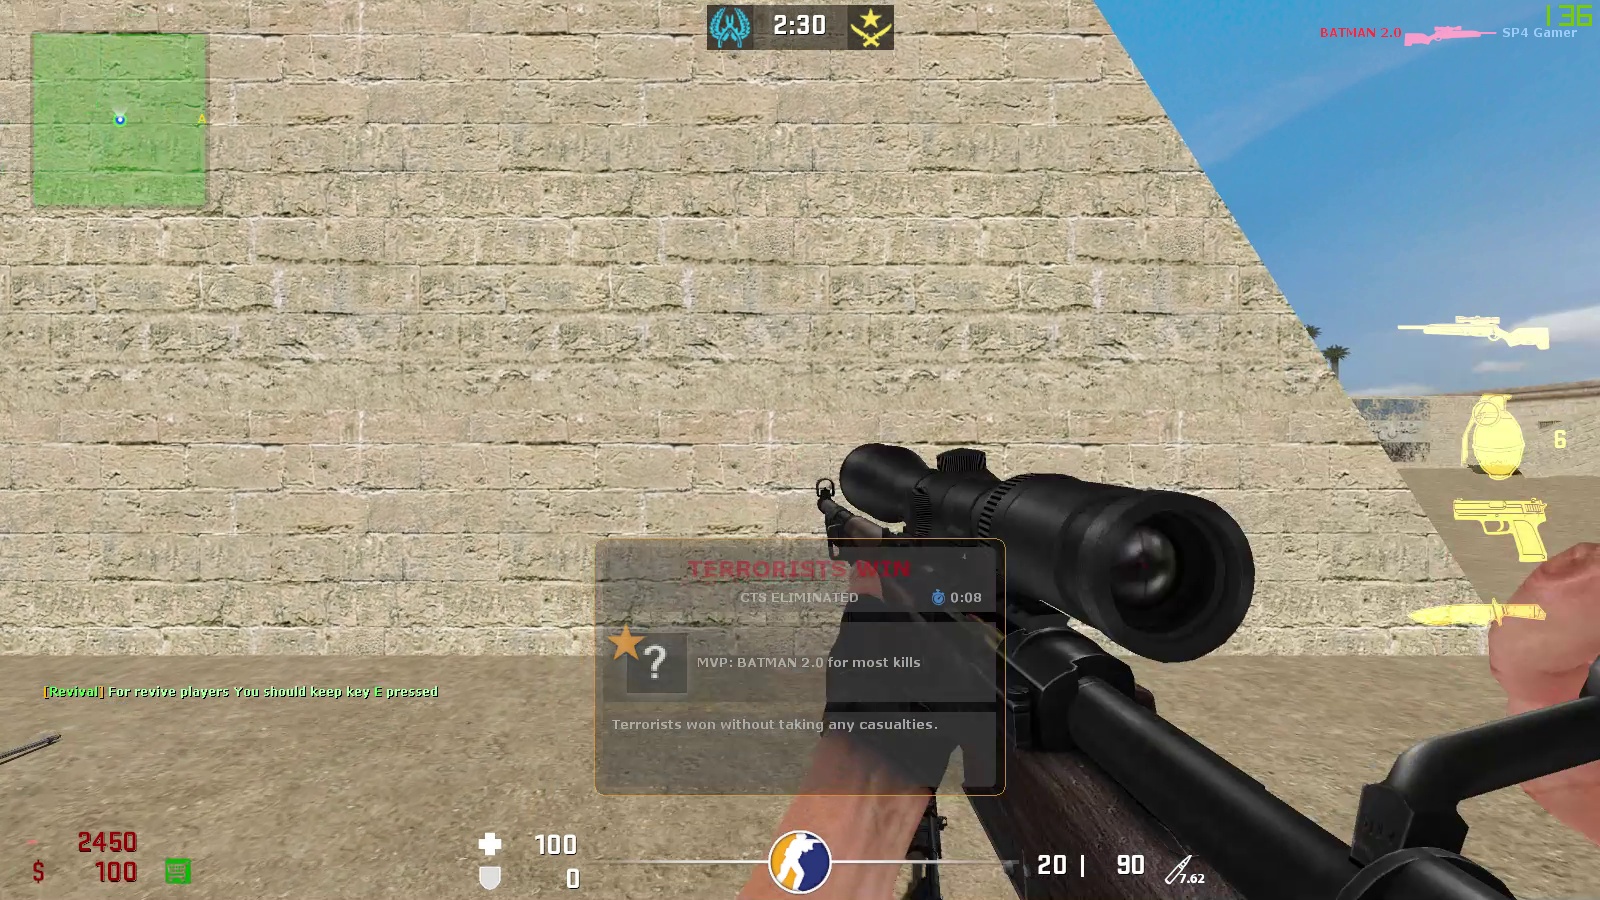 2:30
136
BATMAN 2.0 SP4 Gamer
A
6
TERRORISTS WIN
CTS ELIMINATED 0:08
?
MVP: BATMAN 2.0 for most kills
[Revival] For revive players You should keep key E pressed
Terrorists won without taking any casualties.
- 2450
$ 100
100
0
20 | 90
7.62